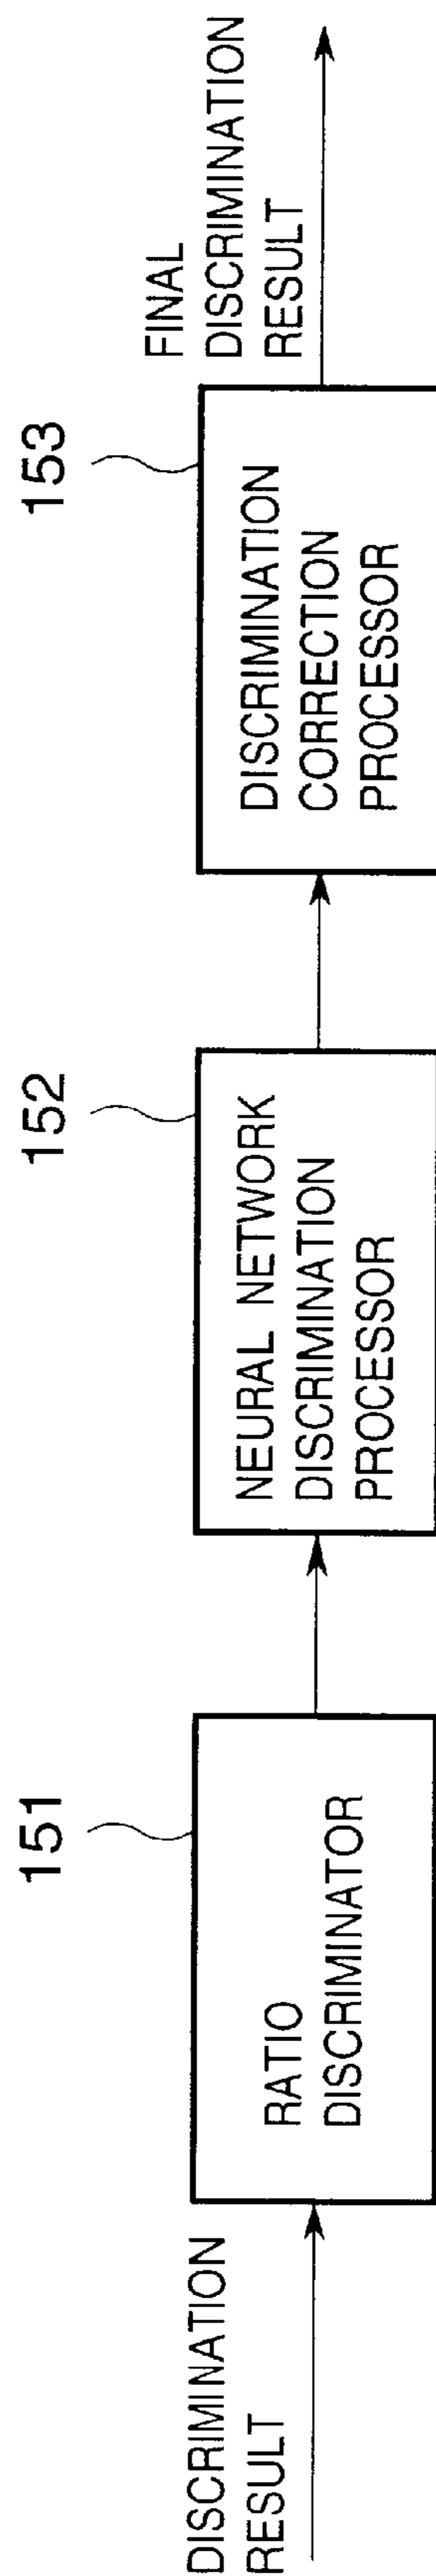 DISCRIMINATION
RESULT
151
RATIO
DISCRIMINATOR
152
NEURAL NETWORK
DISCRIMINATION
PROCESSOR
153
DISCRIMINATION
CORRECTION
PROCESSOR
FINAL
DISCRIMINATION
RESULT